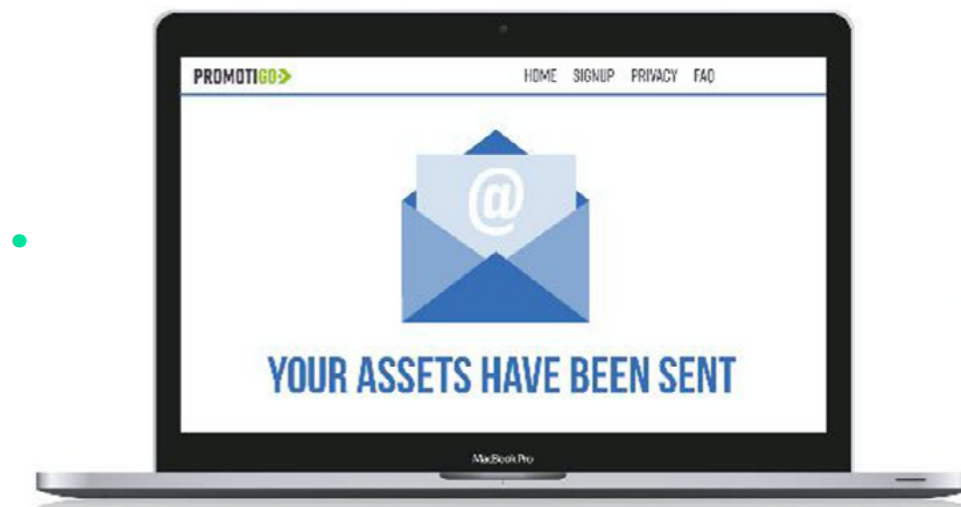 PROMOTIGO
HOME SIGNUP PRIVACY FAQ
@
YOUR ASSETS HAVE BEEN SENT
MacBook Pro